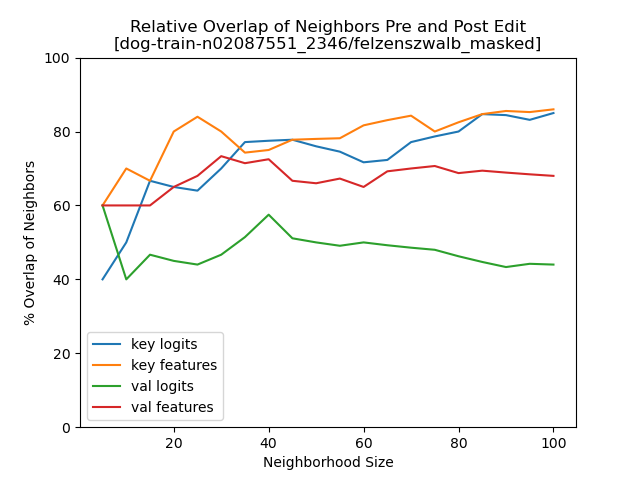 Relative Overlap of Neighbors Pre and Post Edit
[dog-train-n02087551_2346/felzenszwalb_masked]
100
80
60
40
20
0
% Overlap of Neighbors
key logits
key features
val logits
val features
20 40 60 80 100
Neighborhood Size